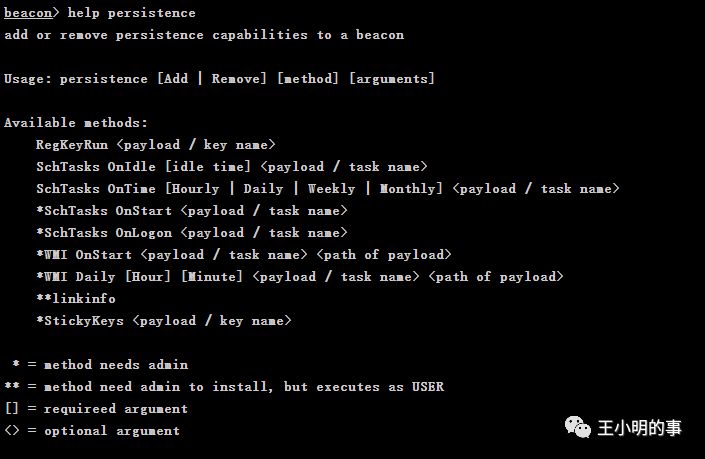 beacon> help persistence
add or remove persistence capabilities to a beacon
Usage: persistence [Add | Remove] [method] [arguments]
Available methods:
RegKeyRun <payload / key name>
SchTasks OnIdle [idle time] <payload / task name>
SchTasks OnTime [Hourly | Daily | Weekly | Monthly] <payload / task name>
*SchTasks OnStart <payload / task name>
*SchTasks OnLogon <payload / task name>
*WMI OnStart <payload / task name> <path of payload>
*WMI Daily [Hour] [Minute] <payload / task name> <path of payload>
**linkinfo
*StickyKeys <payload / key name>
* = method needs admin
** = method need admin to install, but executes as USER
[] = requireed argument
<> = optional argument
王小明的事